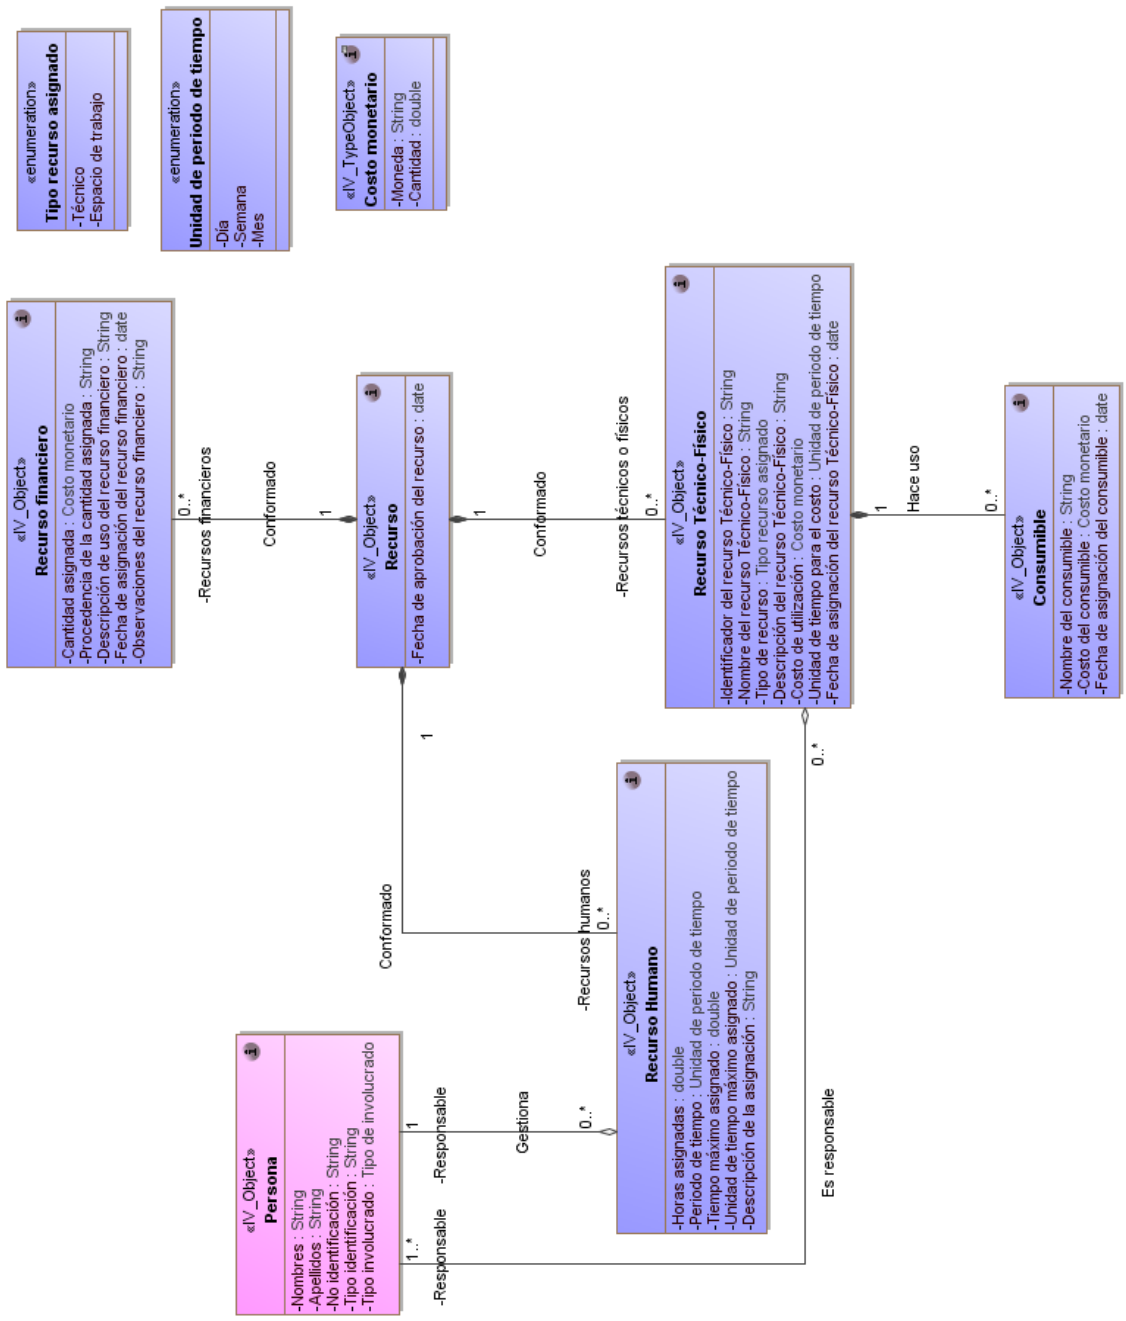 «IV_Object»
Persona
-Nombres : String
-Apellidos : String
-No identificación : String
-Tipo identificación : String
-Tipo involucrado : Tipo de involucrado
1..*
-Responsable
1
-Responsable
Gestiona
0..*
Es responsable
0..*
«IV_Object»
Recurso Humano
-Horas asignadas : double
-Periodo de tiempo : Unidad de periodo de tiempo
-Tiempo máximo asignado : double
-Unidad de tiempo máximo asignado : Unidad de periodo de tiempo
-Descripción de la asignación : String
-Recursos humanos
0..*
Conformado
1
«IV_Object»
Recurso financiero
-Cantidad asignada : Costo monetario
-Procedencia de la cantidad asignada : String
-Descripción de uso del recurso financiero : String
-Fecha de asignación del recurso financiero : date
-Observaciones del recurso financiero : String
0..*
-Recursos financieros
Conformado
1
«IV_Object»
Recurso
-Fecha de aprobación del recurso : date
1
Conformado
-Recursos técnicos o físicos
0..*
«IV_Object»
Recurso Técnico-Físico
-Identificador del recurso Técnico-Físico : String
-Nombre del recurso Técnico-Físico : String
-Tipo de recurso : Tipo recurso asignado
-Descripción del recurso Técnico-Físico : String
-Costo de utilización : Costo monetario
-Unidad de tiempo para el costo : Unidad de periodo de tiempo
-Fecha de asignación del recurso Técnico-Físico : date
1
Hace uso
0..*
«IV_Object»
Consumible
-Nombre del consumible : String
-Costo del consumible : Costo monetario
-Fecha de asignación del consumible : date
«enumeration»
Tipo recurso asignado
-Técnico
-Espacio de trabajo
«enumeration»
Unidad de periodo de tiempo
-Día
-Semana
-Mes
«IV_TypeObject»
Costo monetario
-Moneda : String
-Cantidad : double